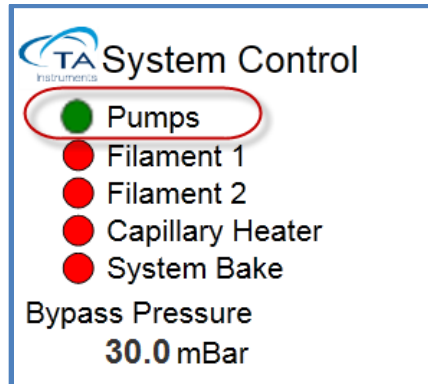 TA
Instruments
System Control
Pumps
Filament 1
Filament 2
Capillary Heater
System Bake
Bypass Pressure
30.0 mBar